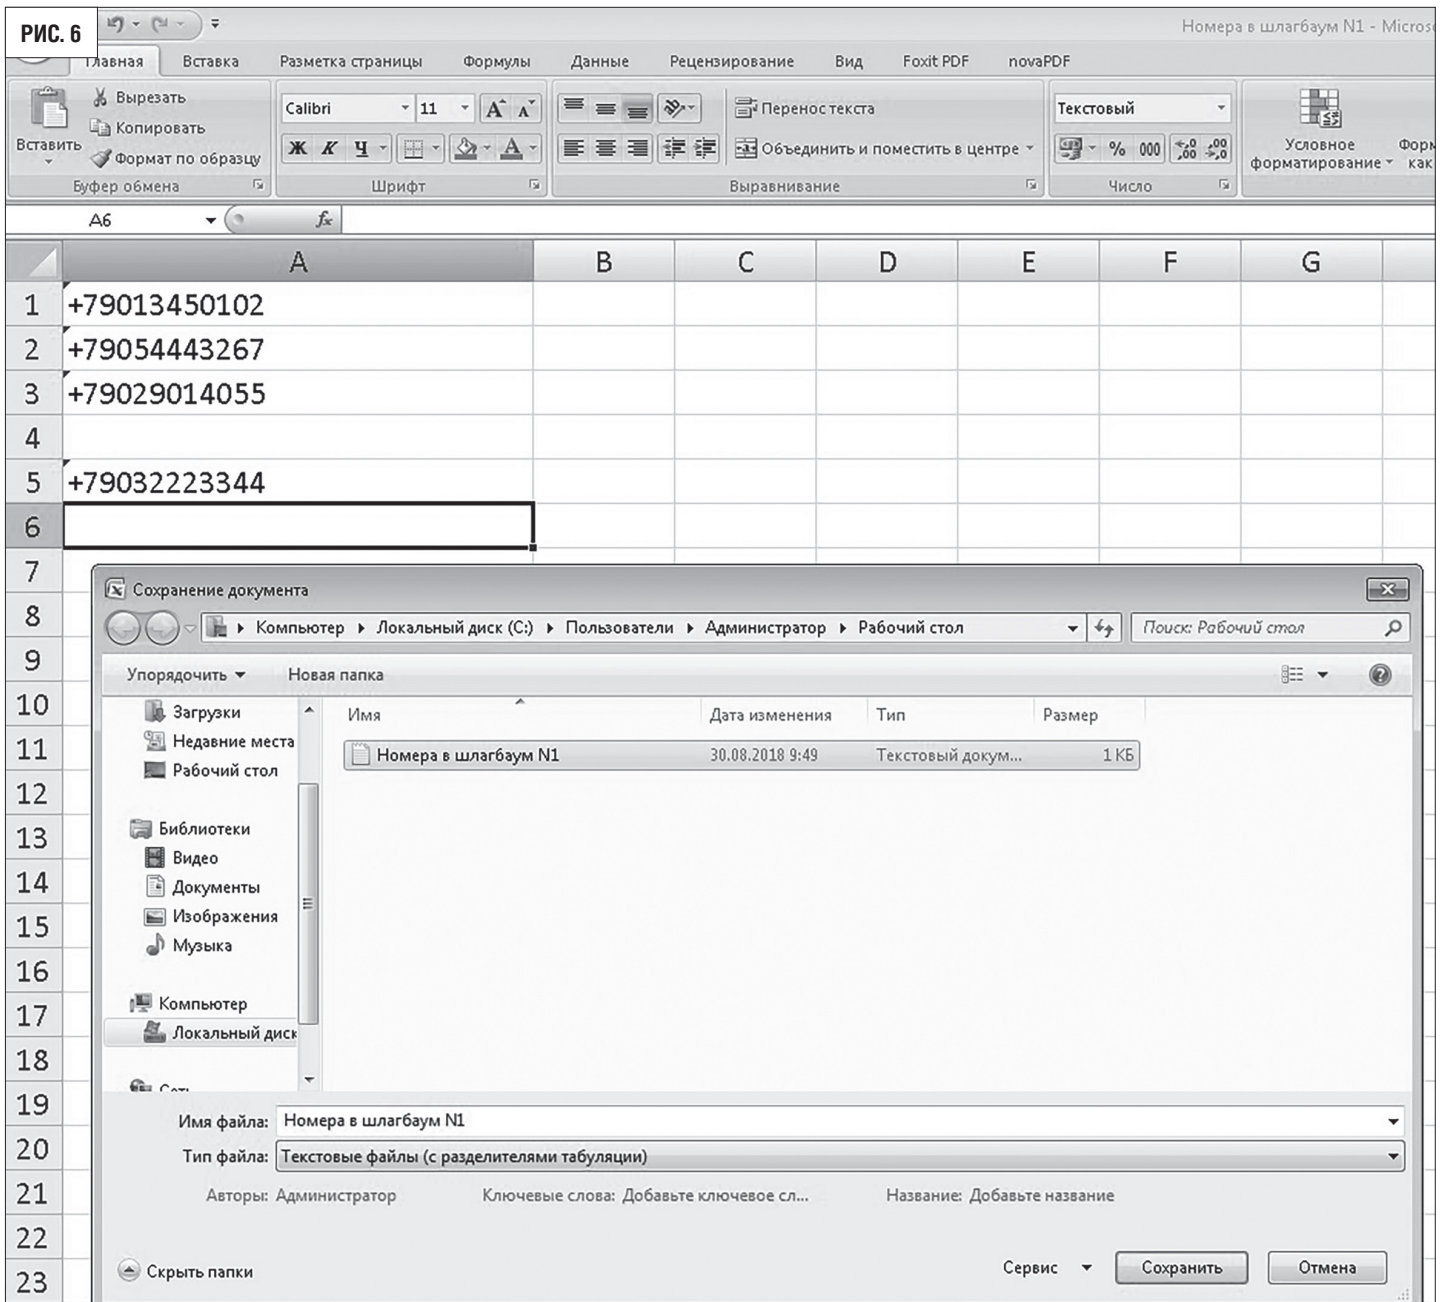 РИС. 6
Номера в шлагбаум N1 - Micros
Главная Вставка Разметка страницы Формулы Данные Рецензирование Вид Foxit PDF novaPDF
Вставить
Вырезать
Копировать
Формат по образцу
Буфер обмена
Calibri 11
Ж К Ч
Шрифт
Перенос текста
Объединить и поместить в центре
Выравнивание
Текстовый
% 000
Число
Условное
форматирование
Форм
как
A6 fx
A B C D E F G
1 +79013450102
2 +79054443267
3 +79029014055
4
5 +79032223344
6
7
8
9
10
11
12
13
14
15
16
17
18
19
20
21
22
23
Сохранение документа
Компьютер Локальный диск (C:) Пользователи Администратор Рабочий стол
Поиск: Рабочий стол
Упорядочить Новая папка
Загрузки
Недавние места
Рабочий стол
Библиотеки
Видео
Документы
Изображения
Музыка
Компьютер
Локальный диск
Сеть
Имя Дата изменения Тип Размер
Номера в шлагбаум N1 30.08.2018 9:49 Текстовый докум... 1 КБ
Имя файла: Номера в шлагбаум N1
Тип файла: Текстовые файлы (с разделителями табуляции)
Авторы: Администратор Ключевые слова: Добавьте ключевое сл... Название: Добавьте название
Скрыть папки Сервис Сохранить Отмена